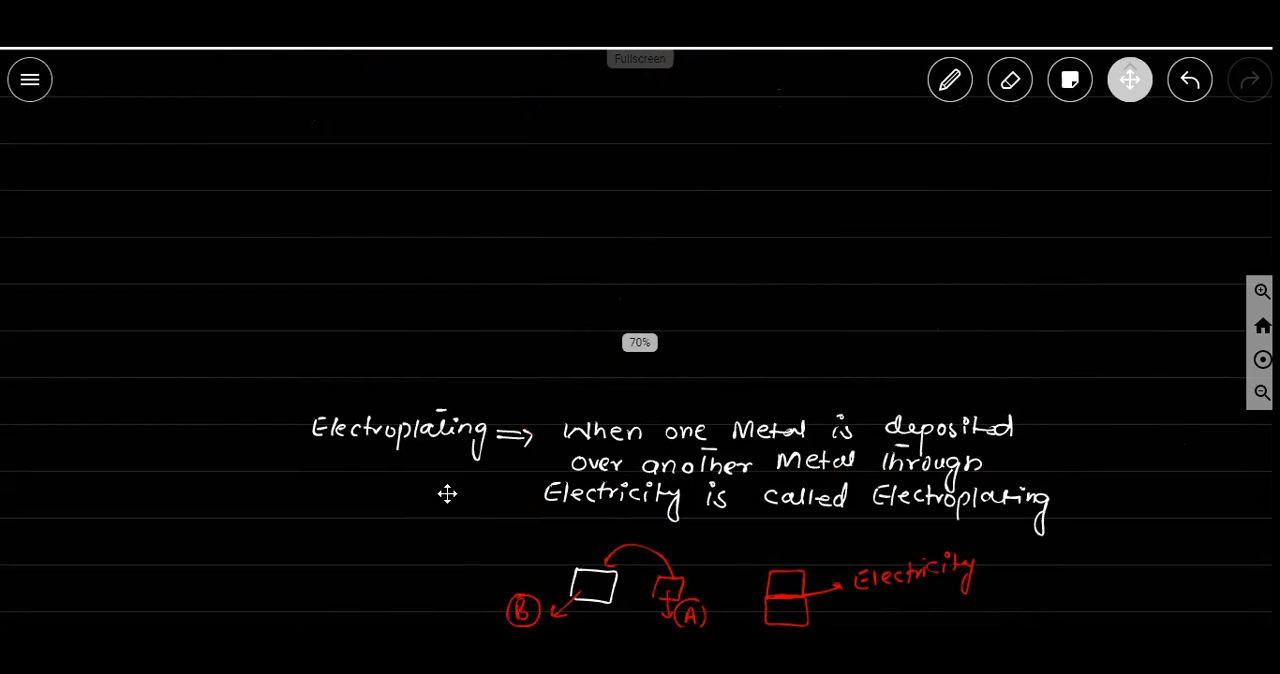 Fullscreen
70%
Electroplating => When one Metal is deposited
over another Metal through
Electricity is called Electroplating
Electricity
B
A